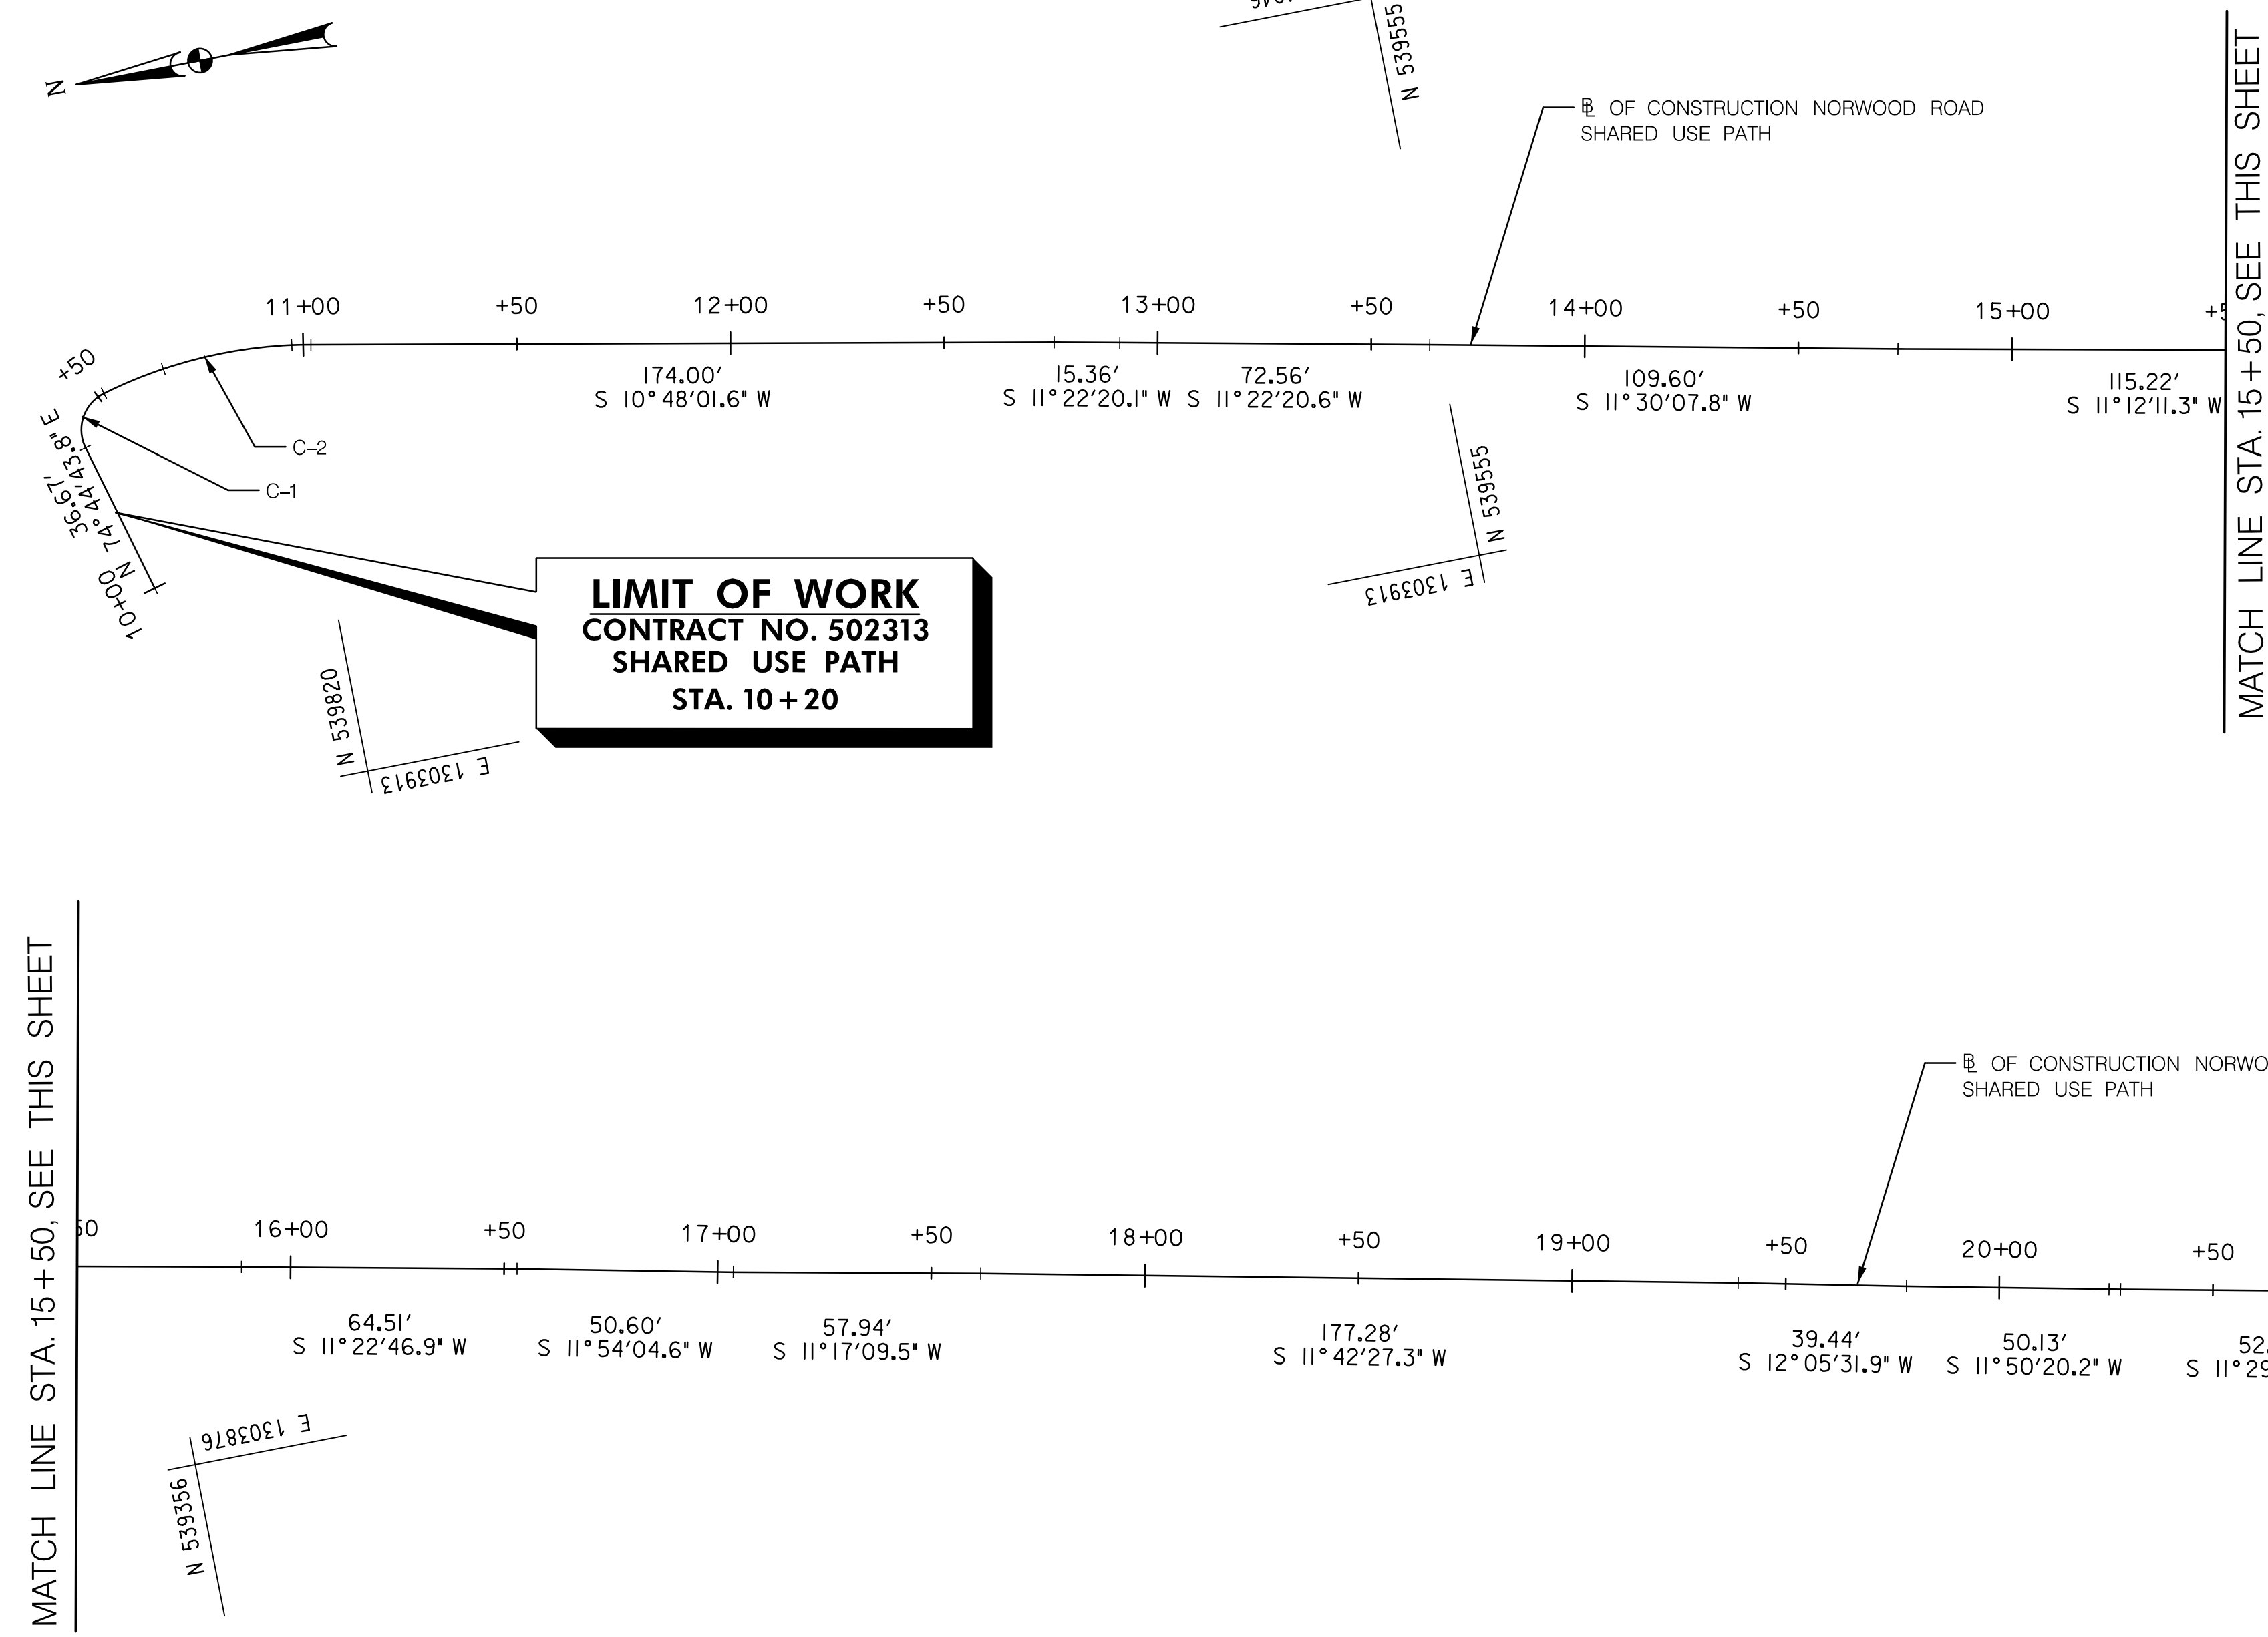 N
N 539555
℄ OF CONSTRUCTION NORWOOD ROAD
SHARED USE PATH
MATCH LINE STA. 15+50, SEE THIS SHEET
11+00 +50 12+00 +50 13+00 +50 14+00 +50 15+00
+50
174.00'
S 10°48'01.6" W
15.36'
S 11°22'20.1" W
72.56'
S 11°22'20.6" W
109.60'
S 11°30'07.8" W
115.22'
S 11°12'11.3" W
C-2
C-1
36.67'
N 74°44'43.8" E
10+00
N 539555
E 1303913
LIMIT OF WORK
CONTRACT NO. 502313
SHARED USE PATH
STA. 10+20
N 539820
E 1303913
MATCH LINE STA. 15+50, SEE THIS SHEET
℄ OF CONSTRUCTION NORWO
SHARED USE PATH
50 16+00 +50 17+00 +50 18+00 +50 19+00 +50 20+00 +50
64.51'
S 11°22'46.9" W
50.60'
S 11°54'04.6" W
57.94'
S 11°17'09.5" W
177.28'
S 11°42'27.3" W
39.44'
S 12°05'31.9" W
50.13'
S 11°50'20.2" W
52.
S 11°29
E 1303876
N 539356